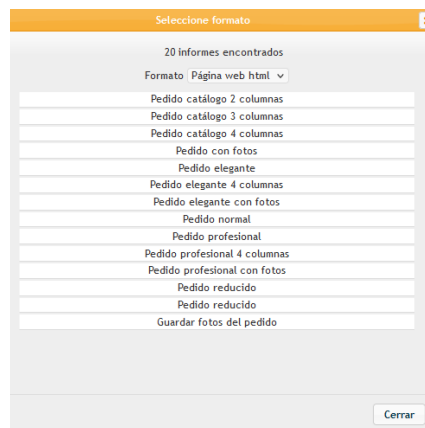 Seleccione formato
20 informes encontrados
Formato Página web html
Pedido catálogo 2 columnas
Pedido catálogo 3 columnas
Pedido catálogo 4 columnas
Pedido con fotos
Pedido elegante
Pedido elegante 4 columnas
Pedido elegante con fotos
Pedido normal
Pedido profesional
Pedido profesional 4 columnas
Pedido profesional con fotos
Pedido reducido
Pedido reducido
Guardar fotos del pedido
Cerrar